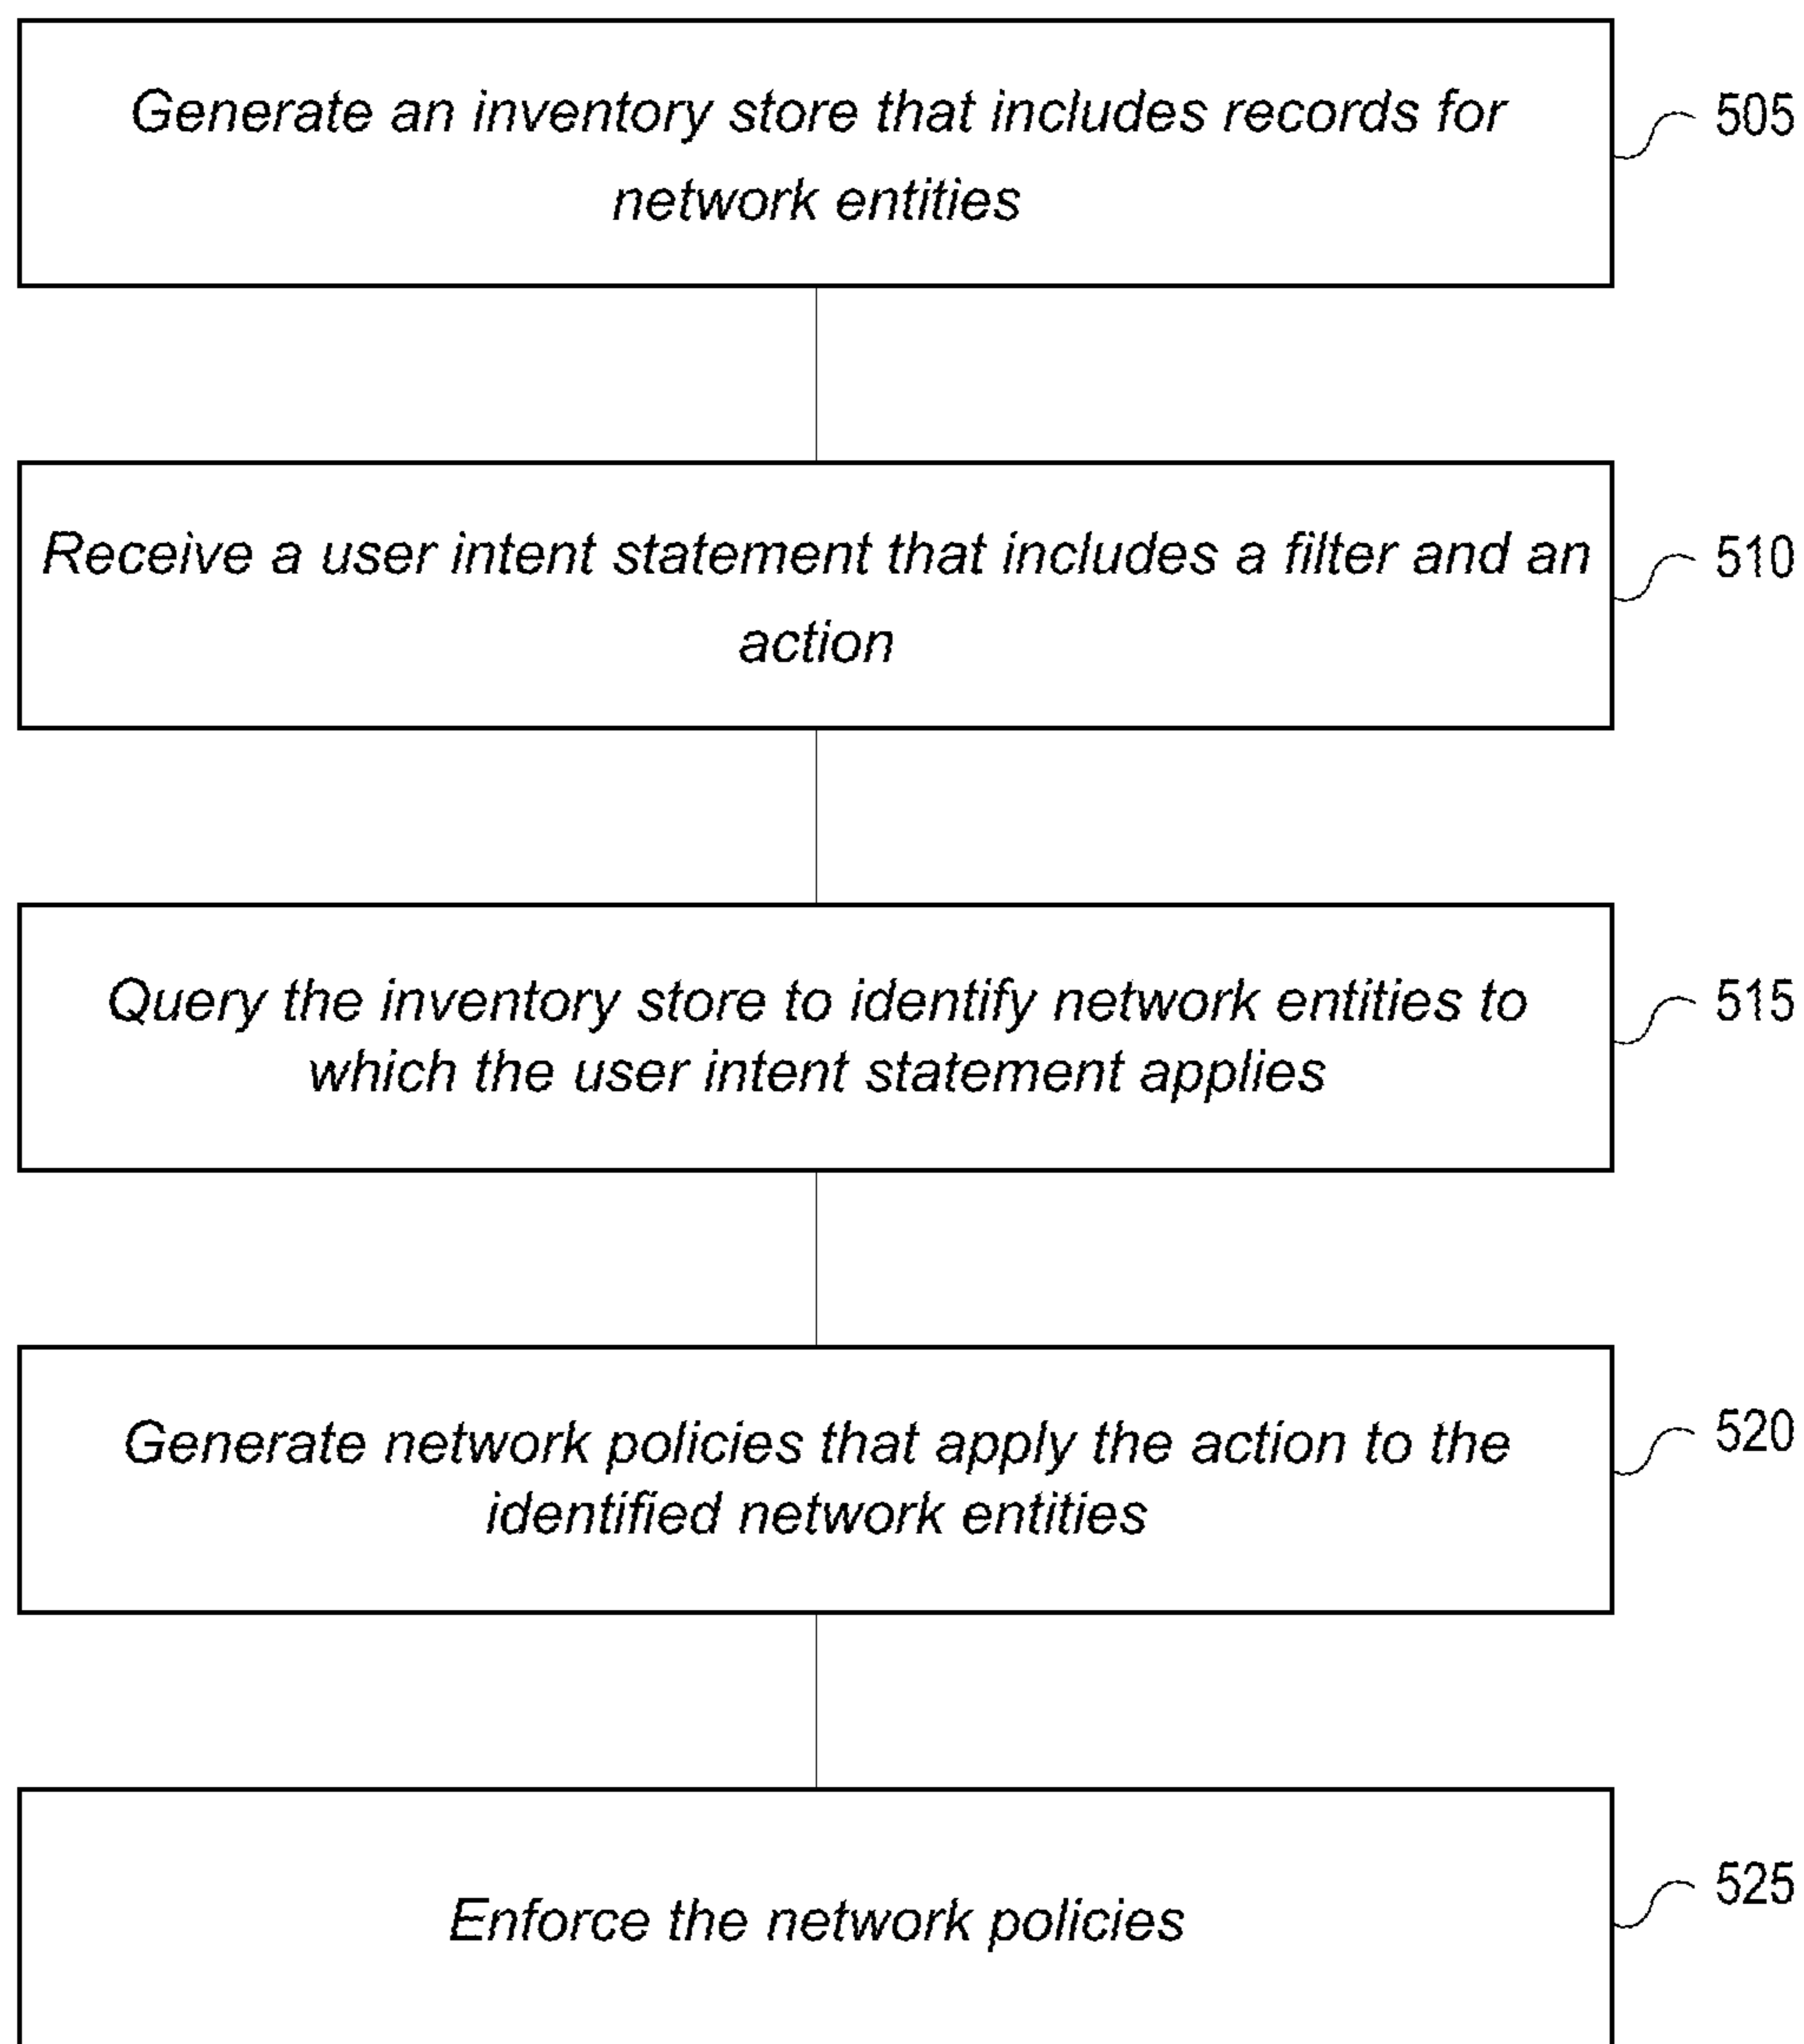 Generate an inventory store that includes records for
network entities
505
Receive a user intent statement that includes a filter and an
action
510
Query the inventory store to identify network entities to
which the user intent statement applies
515
Generate network policies that apply the action to the
identified network entities
520
Enforce the network policies
525